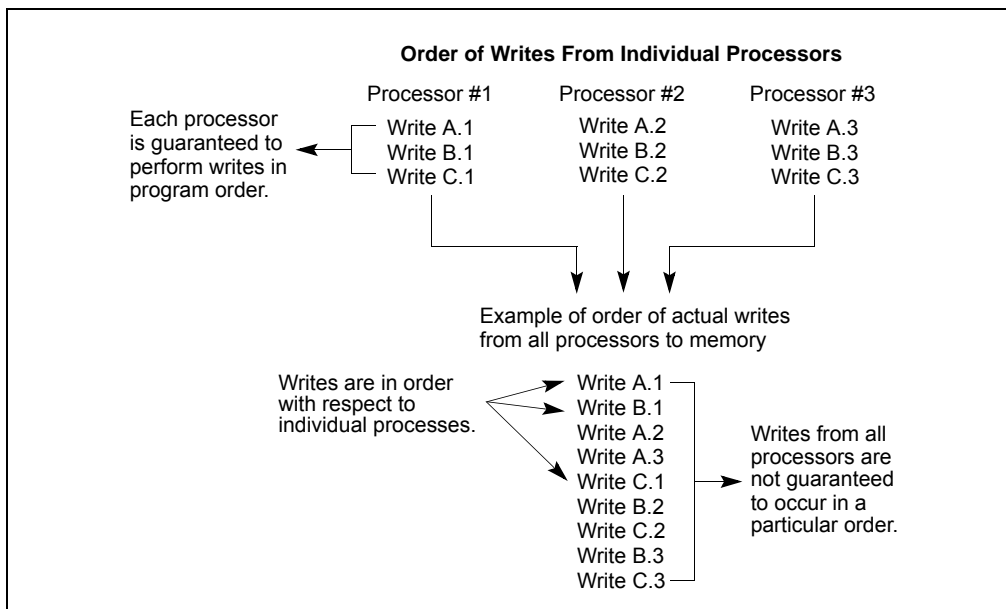 Order of Writes From Individual Processors
Processor #1
Processor #2
Processor #3
Each processor
is guaranteed to
perform writes in
program order.
Write A.1
Write B.1
Write C.1
Write A.2
Write B.2
Write C.2
Write A.3
Write B.3
Write C.3
Example of order of actual writes
from all processors to memory
Writes are in order
with respect to
individual processes.
Write A.1
Write B.1
Write A.2
Write A.3
Write C.1
Write B.2
Write C.2
Write B.3
Write C.3
Writes from all
processors are
not guaranteed
to occur in a
particular order.